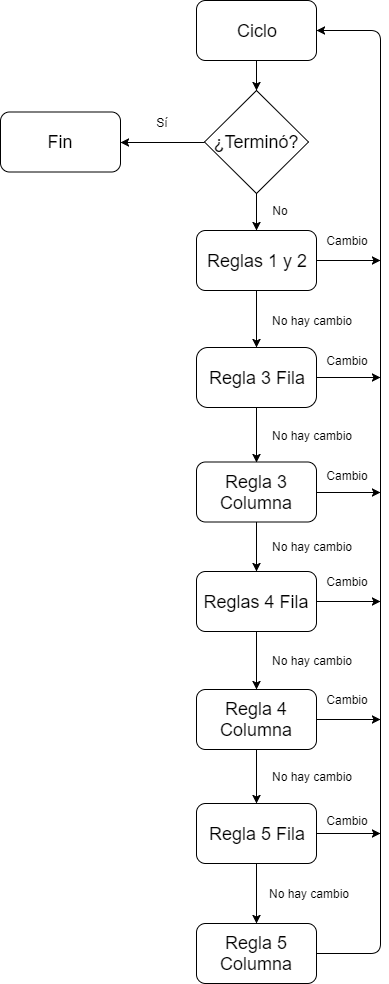 Ciclo
¿Terminó?
Sí
Fin
No
Reglas 1 y 2
Cambio
No hay cambio
Regla 3 Fila
Cambio
No hay cambio
Regla 3
Columna
Cambio
No hay cambio
Reglas 4 Fila
Cambio
No hay cambio
Regla 4
Columna
Cambio
No hay cambio
Regla 5 Fila
Cambio
No hay cambio
Regla 5
Columna